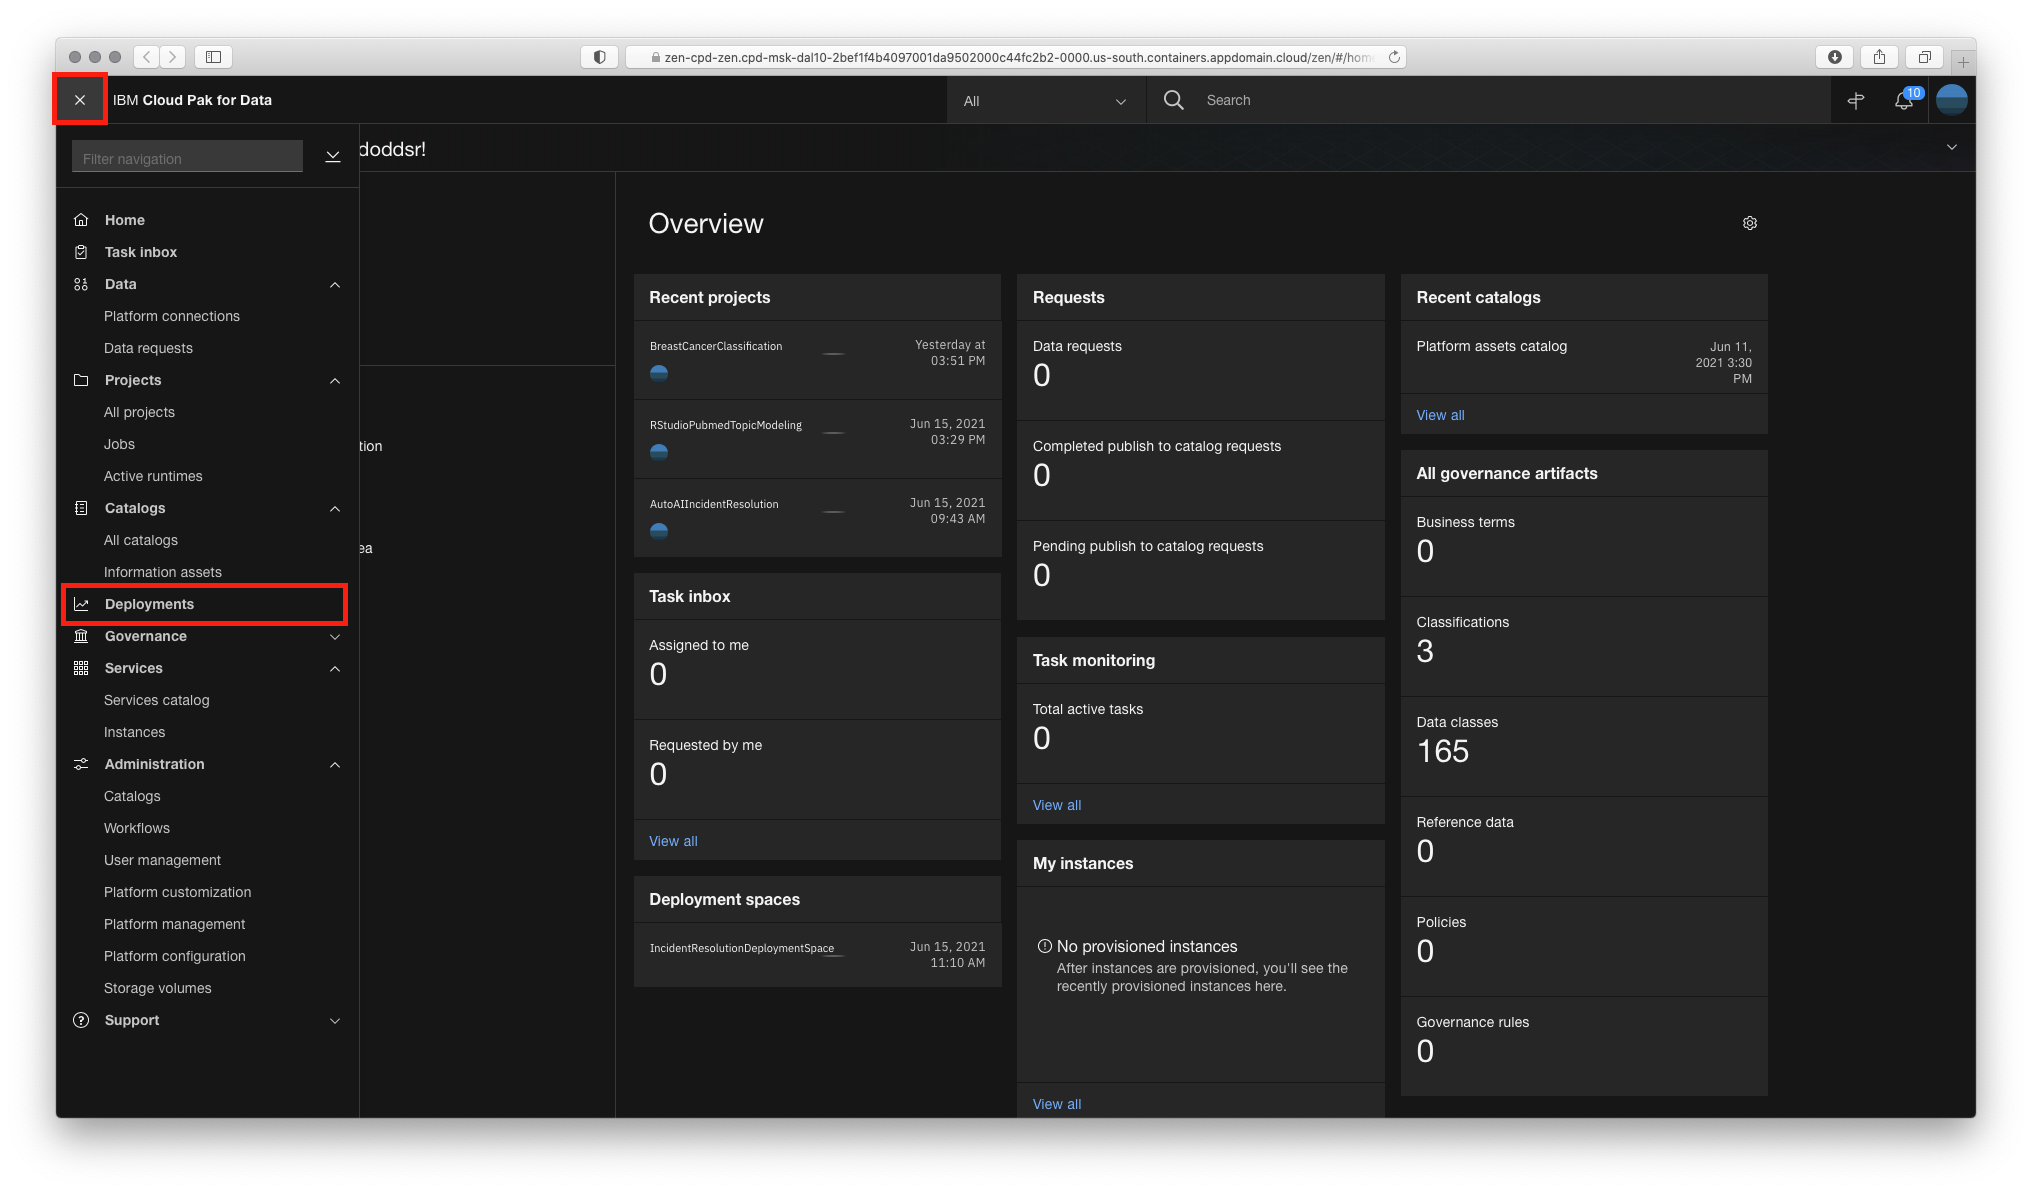 zen-cpd-zen.cpd-msk-dal10-2bef1f4b4097001da9502000c44fc2b2-0000.us-south.containers.appdomain.cloud/zen/#/hom
IBM Cloud Pak for Data
All
Search
10
Filter navigation
doddsr!
Home
Task inbox
Data
Platform connections
Data requests
Projects
All projects
Jobs
Active runtimes
Catalogs
All catalogs
Information assets
Deployments
Governance
Services
Services catalog
Instances
Administration
Catalogs
Workflows
User management
Platform customization
Platform management
Platform configuration
Storage volumes
Support
tion
ea
Overview
Recent projects
BreastCancerClassification
Yesterday at
03:51 PM
RStudioPubmedTopicModeling
Jun 15, 2021
03:29 PM
AutoAIIncidentResolution
Jun 15, 2021
09:43 AM
Task inbox
Assigned to me
0
Requested by me
0
View all
Deployment spaces
IncidentResolutionDeploymentSpace
Jun 15, 2021
11:10 AM
Requests
Data requests
0
Completed publish to catalog requests
0
Pending publish to catalog requests
0
Task monitoring
Total active tasks
0
View all
My instances
No provisioned instances
After instances are provisioned, you'll see the
recently provisioned instances here.
View all
Recent catalogs
Platform assets catalog
Jun 11,
2021 3:30
PM
View all
All governance artifacts
Business terms
0
Classifications
3
Data classes
165
Reference data
0
Policies
0
Governance rules
0